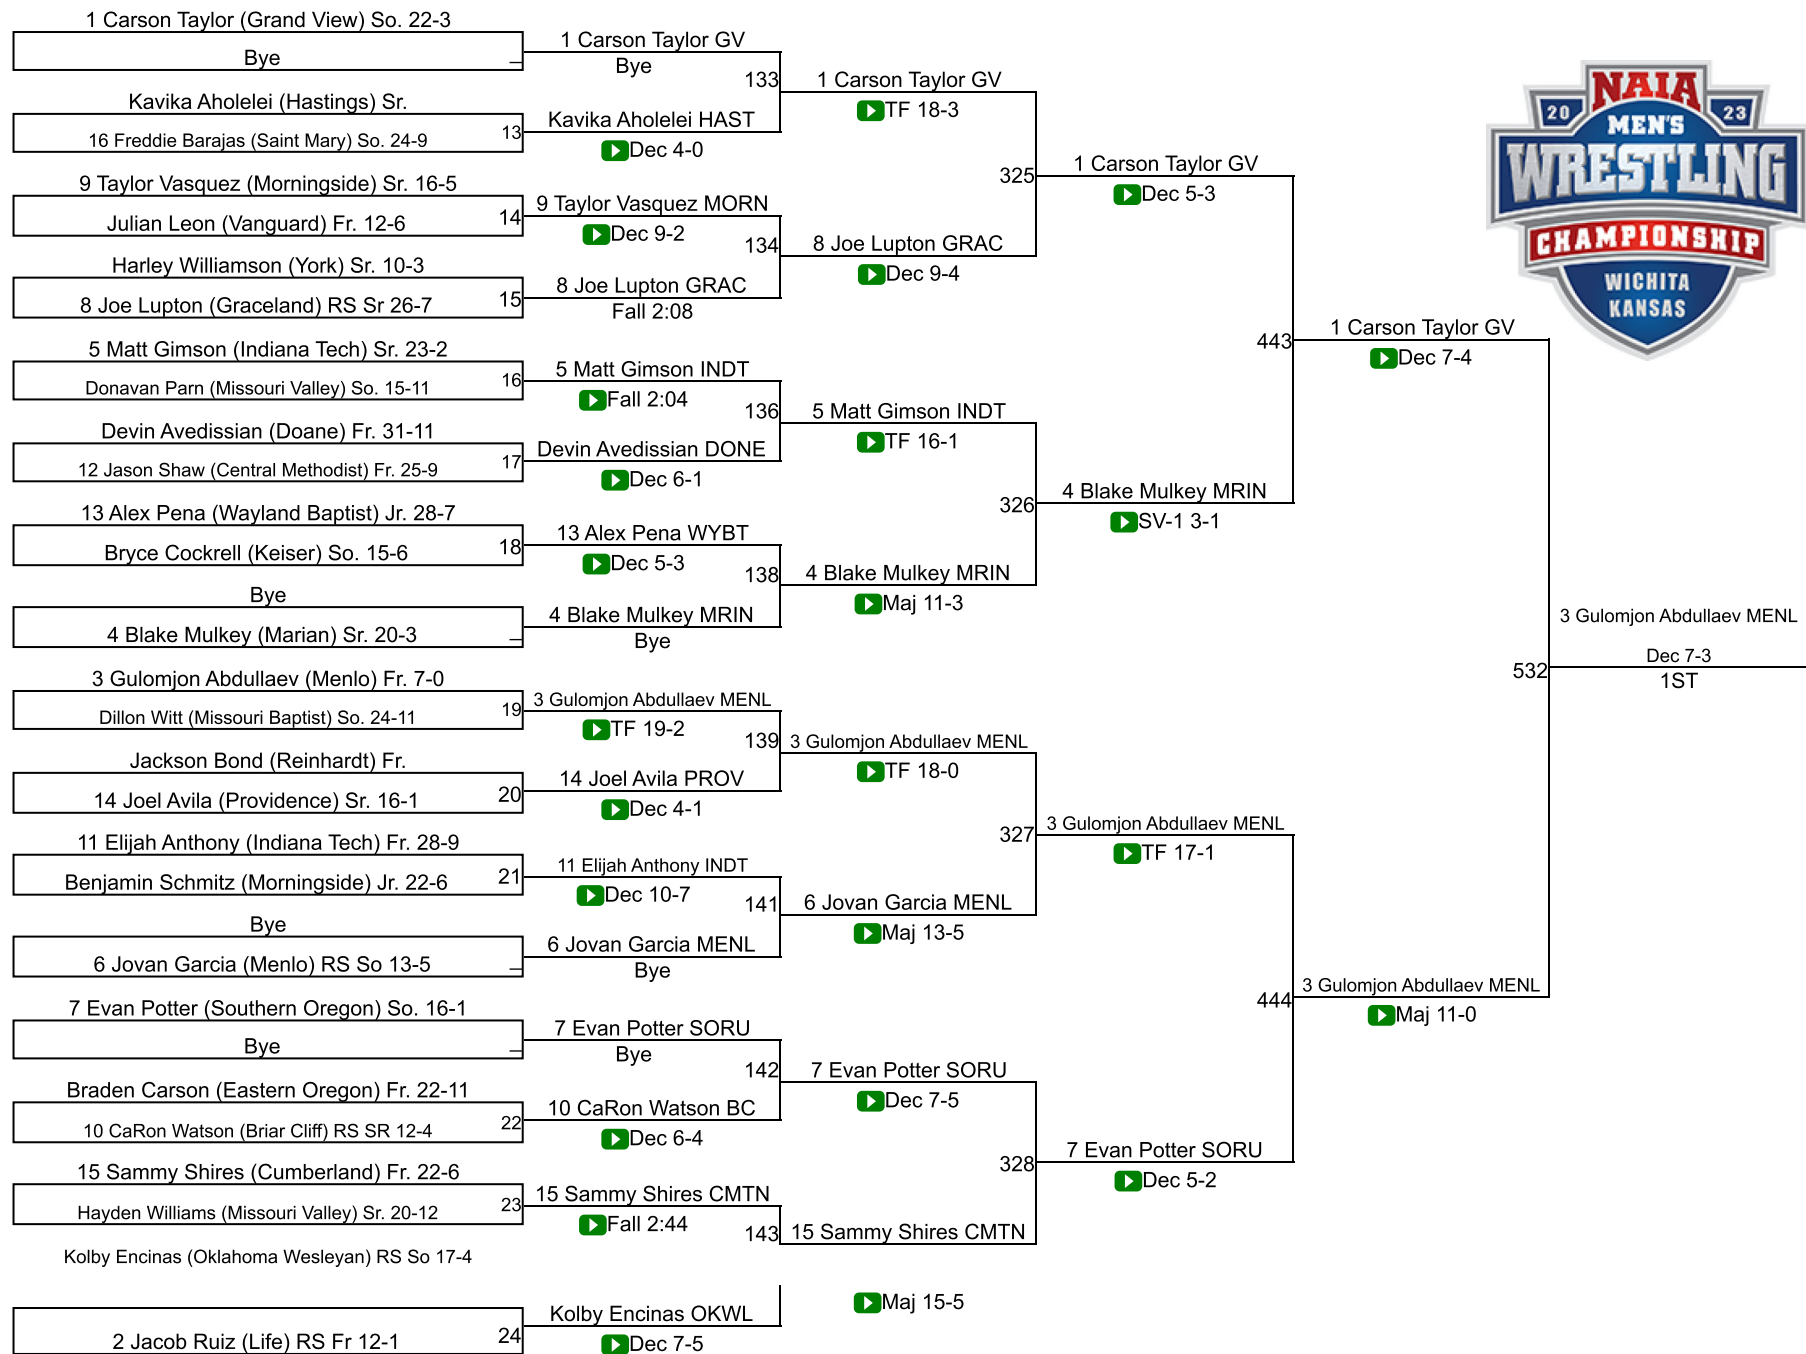 1 Carson Taylor (Grand View) So. 22-3
Bye
Kavika Aholelei (Hastings) Sr.
16 Freddie Barajas (Saint Mary) So. 24-9
13
9 Taylor Vasquez (Morningside) Sr. 16-5
Julian Leon (Vanguard) Fr. 12-6
14
Harley Williamson (York) Sr. 10-3
8 Joe Lupton (Graceland) RS Sr 26-7
15
5 Matt Gimson (Indiana Tech) Sr. 23-2
Donavan Parn (Missouri Valley) So. 15-11
16
Devin Avedissian (Doane) Fr. 31-11
12 Jason Shaw (Central Methodist) Fr. 25-9
17
13 Alex Pena (Wayland Baptist) Jr. 28-7
Bryce Cockrell (Keiser) So. 15-6
18
Bye
4 Blake Mulkey (Marian) Sr. 20-3
3 Gulomjon Abdullaev (Menlo) Fr. 7-0
Dillon Witt (Missouri Baptist) So. 24-11
19
Jackson Bond (Reinhardt) Fr.
14 Joel Avila (Providence) Sr. 16-1
20
11 Elijah Anthony (Indiana Tech) Fr. 28-9
Benjamin Schmitz (Morningside) Jr. 22-6
21
Bye
6 Jovan Garcia (Menlo) RS So 13-5
7 Evan Potter (Southern Oregon) So. 16-1
Bye
Braden Carson (Eastern Oregon) Fr. 22-11
10 CaRon Watson (Briar Cliff) RS SR 12-4
22
15 Sammy Shires (Cumberland) Fr. 22-6
Hayden Williams (Missouri Valley) Sr. 20-12
23
Kolby Encinas (Oklahoma Wesleyan) RS So 17-4
2 Jacob Ruiz (Life) RS Fr 12-1
24
1 Carson Taylor GV
Bye
133
Kavika Aholelei HAST
Dec 4-0
9 Taylor Vasquez MORN
Dec 9-2
134
8 Joe Lupton GRAC
Fall 2:08
5 Matt Gimson INDT
Fall 2:04
136
Devin Avedissian DONE
Dec 6-1
13 Alex Pena WYBT
Dec 5-3
138
4 Blake Mulkey MRIN
Bye
3 Gulomjon Abdullaev MENL
TF 19-2
139
14 Joel Avila PROV
Dec 4-1
11 Elijah Anthony INDT
Dec 10-7
141
6 Jovan Garcia MENL
Bye
7 Evan Potter SORU
Bye
142
10 CaRon Watson BC
Dec 6-4
15 Sammy Shires CMTN
Fall 2:44
143
Kolby Encinas OKWL
Dec 7-5
1 Carson Taylor GV
TF 18-3
325
8 Joe Lupton GRAC
Dec 9-4
5 Matt Gimson INDT
TF 16-1
326
4 Blake Mulkey MRIN
Maj 11-3
3 Gulomjon Abdullaev MENL
TF 18-0
327
6 Jovan Garcia MENL
Maj 13-5
7 Evan Potter SORU
Dec 7-5
328
15 Sammy Shires CMTN
Maj 15-5
1 Carson Taylor GV
Dec 5-3
443
4 Blake Mulkey MRIN
SV-1 3-1
3 Gulomjon Abdullaev MENL
TF 17-1
444
7 Evan Potter SORU
Dec 5-2
1 Carson Taylor GV
Dec 7-4
532
3 Gulomjon Abdullaev MENL
Maj 11-0
3 Gulomjon Abdullaev MENL
Dec 7-3
1ST
NAIA
20 23
MEN'S
WRESTLING
CHAMPIONSHIP
WICHITA
KANSAS